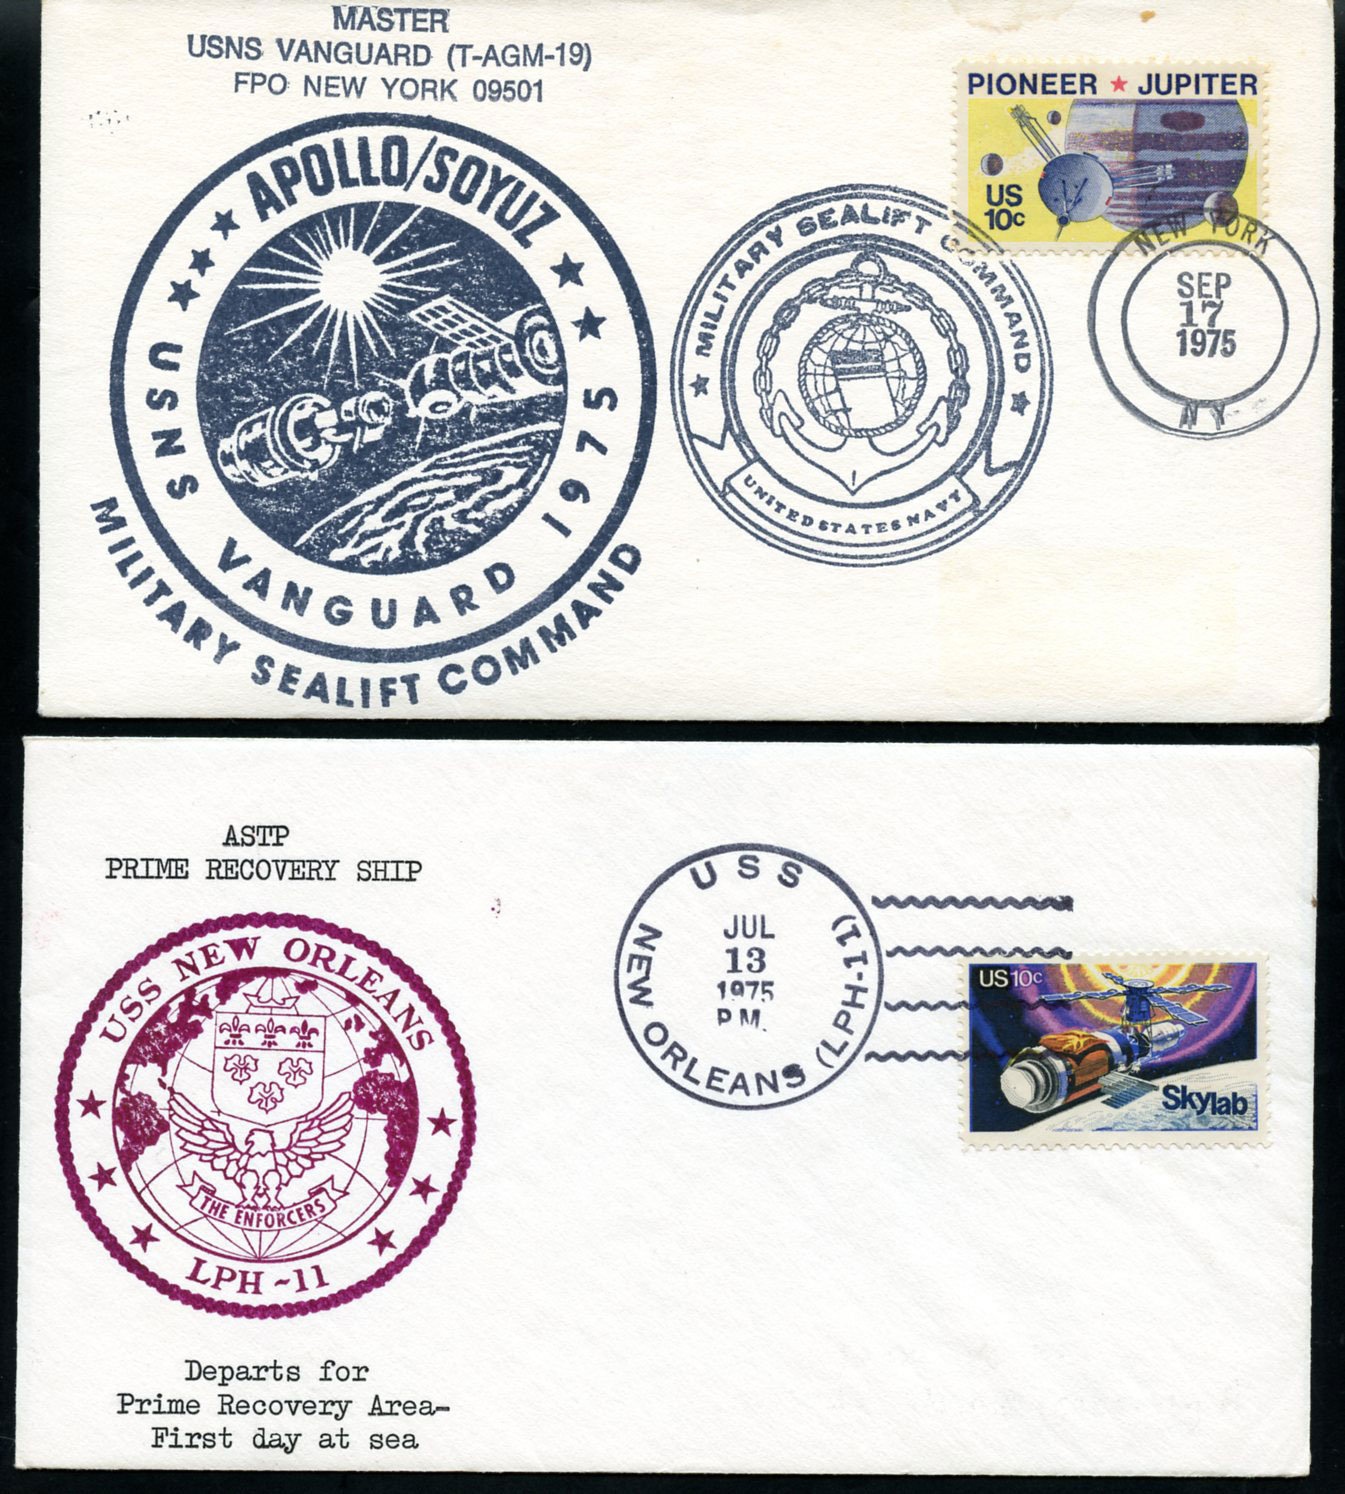 MASTER
USNS VANGUARD (T-AGM-19)
FPO NEW YORK 09501
APOLLO/SOYUZ
USNS VANGUARD 1975
MILITARY SEALIFT COMMAND
MILITARY SEALIFT COMMAND
UNITED STATES NAVY
PIONEER ★ JUPITER
US
10c
NEW YORK
SEP
17
1975
NY
ASTP
PRIME RECOVERY SHIP
USS NEW ORLEANS
THE ENFORCERS
LPH-11
Departs for
Prime Recovery Area-
First day at sea
USS
NEW ORLEANS (LPH-11)
JUL
13
1975
P.M.
US10c
Skylab